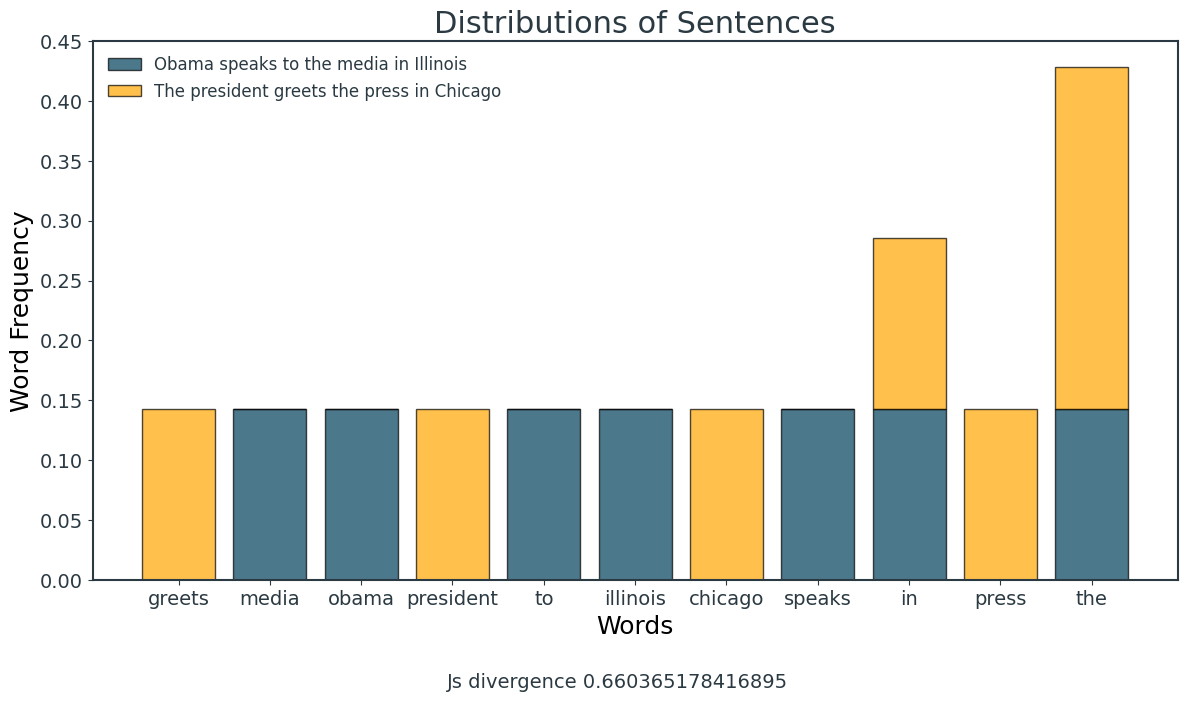 Distributions of Sentences
Obama speaks to the media in Illinois
The president greets the press in Chicago
Word Frequency
0.45
0.40
0.35
0.30
0.25
0.20
0.15
0.10
0.05
0.00
greets media obama president to illinois chicago speaks in press the
Words
Js divergence 0.660365178416895